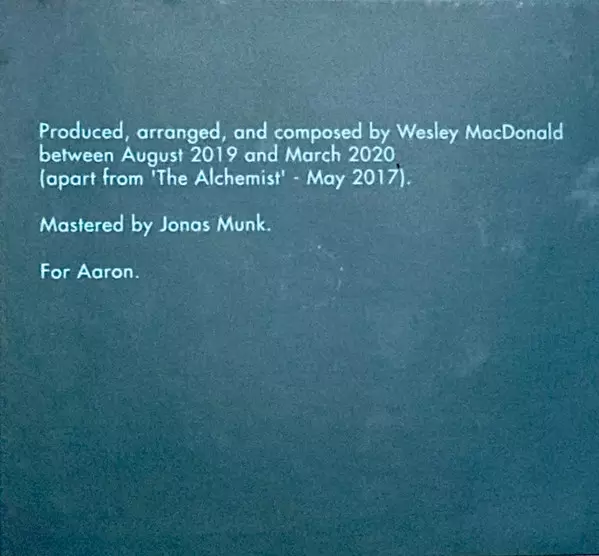 Produced, arranged, and composed by Wesley MacDonald
between August 2019 and March 2020
(apart from 'The Alchemist' - May 2017).
Mastered by Jonas Munk.
For Aaron.